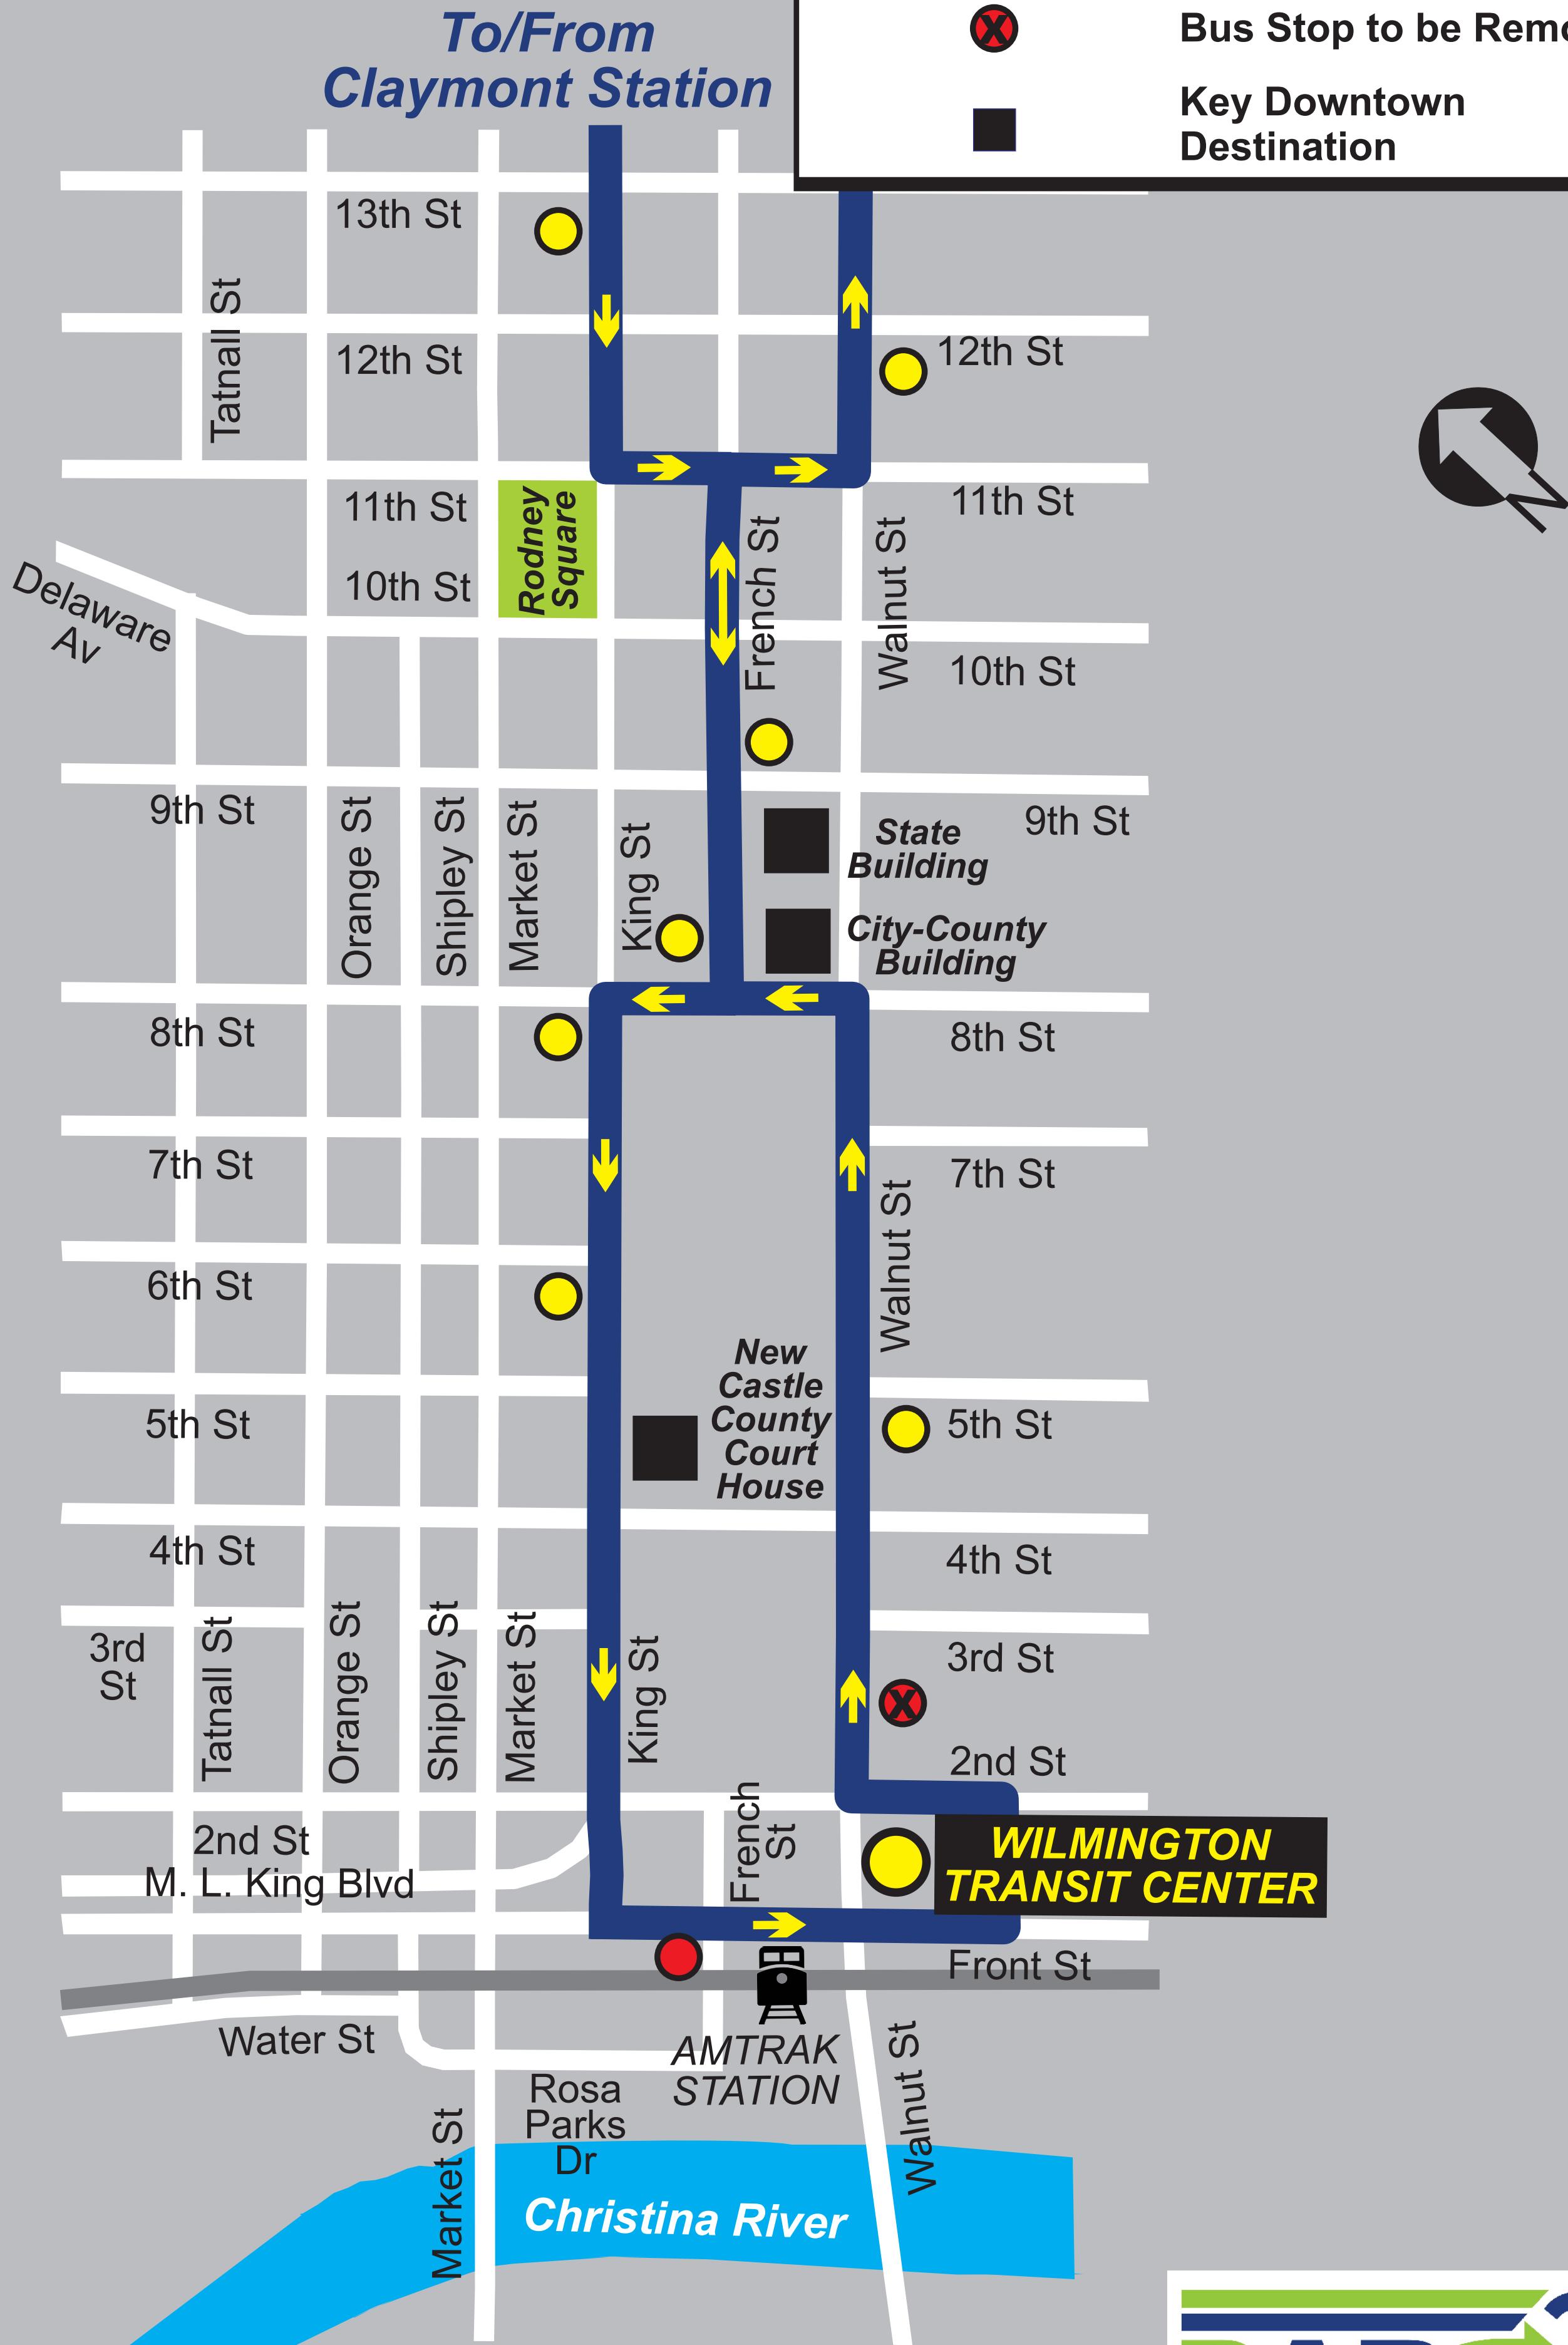 To/From
Claymont Station
Bus Stop to be
Key Downtown
Destination
13th St
Tatnall St
12th St
12th St
11th St
Rodney
Square
11th St
10th St
French St
Walnut St
Delaware
Av
10th St
9th St
Orange St
Shipley St
Market St
King St
State
Building
9th St
City-County
Building
8th St
8th St
7th St
7th St
Walnut St
6th St
New
Castle
County
Court
House
5th St
5th St
4th St
4th St
3rd
St
Tatnall St
Orange St
Shipley St
Market St
King St
3rd St
X
2nd St
French
St
2nd St
M. L. King Blvd
WILMINGTON
TRANSIT CENTER
Front St
Water St
AMTRAK
STATION
Rosa
Parks
Dr
Market St
Walnut St
Christina River
X
N